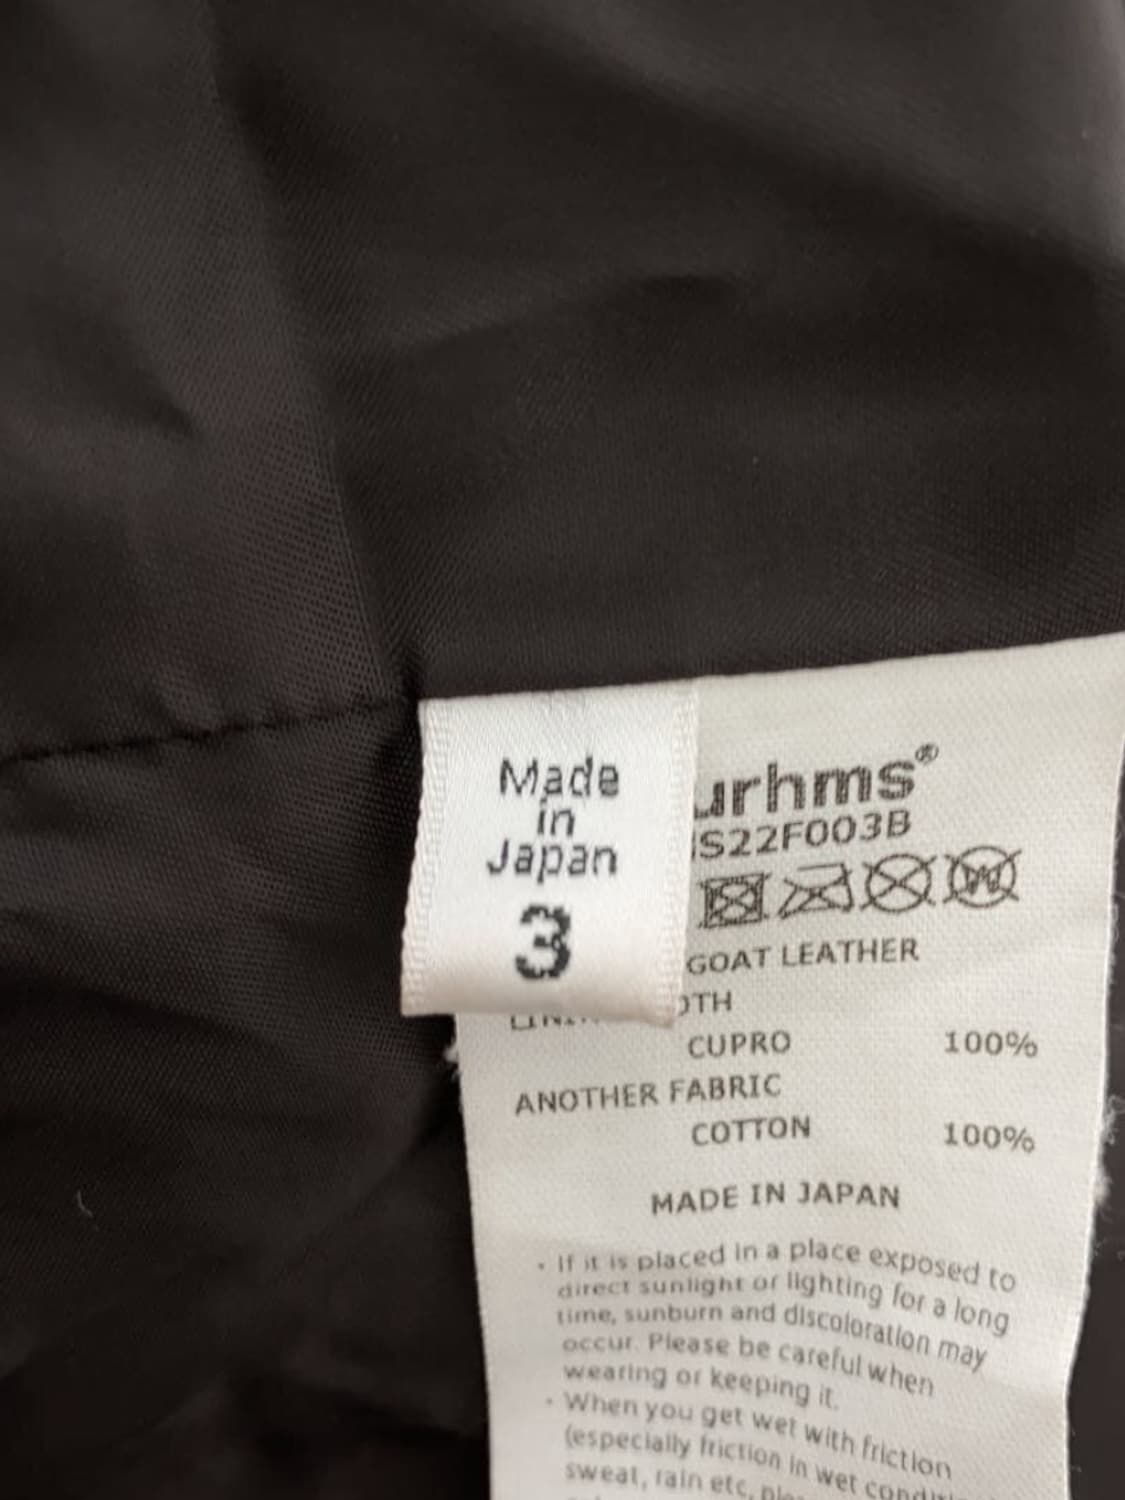 Made
in
Japan
3
urhms®
S22F003B
GOAT LEATHER
OTH
CUPRO 100%
ANOTHER FABRIC
COTTON 100%
MADE IN JAPAN
· If it is placed in a place exposed to
direct sunlight or lighting for a long
time, sunburn and discoloration may
occur. Please be careful when
wearing or keeping it.
· When you get wet with friction
(especially friction in wet
sweat, rain etc,